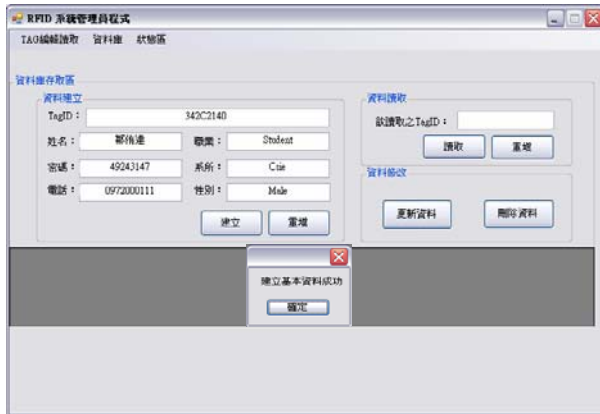 RFID 系統管理員程式
TAG編輯讀取 資料庫 狀態區
資料庫存取區
資料建立
TagID： 342C2140
姓名： 職業： Student
密碼： 49243147 系所： Csie
電話： 0972000111 性別： Male
建立 重填
資料讀取
欲讀取之TagID：
讀取 重填
資料修改
更新資料 刪除資料
建立基本資料成功
確定